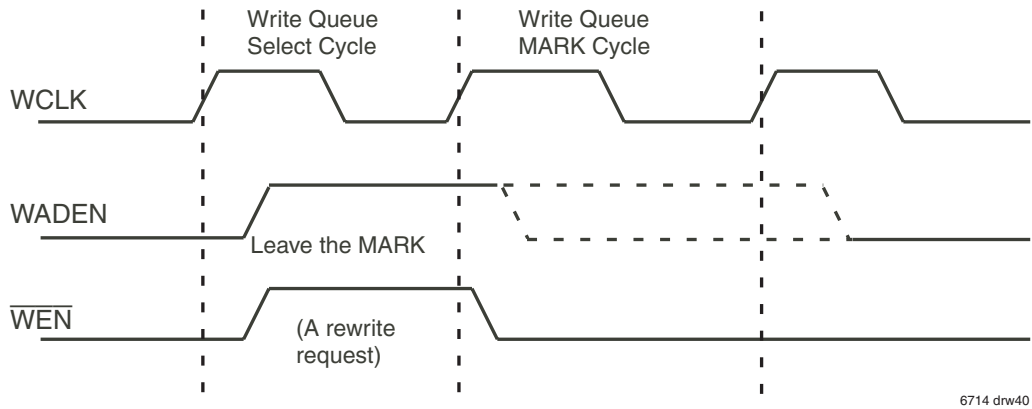 Write Queue
Select Cycle
Write Queue
MARK Cycle
WCLK
WADEN
Leave the MARK
WEN
(A rewrite
request)
6714 drw40